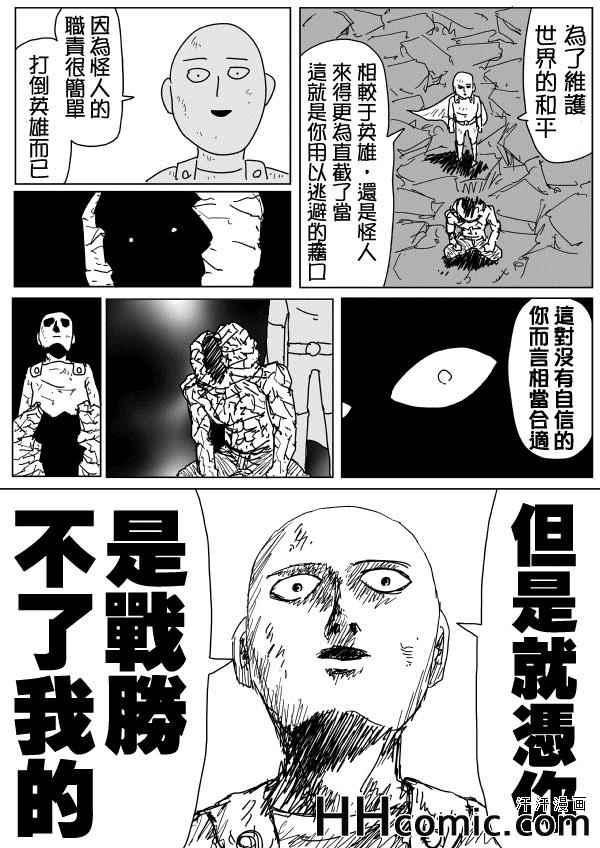 為了維護
世界的和平
相較于英雄，還是怪人
來得更為直截了當
這就是你用以逃避的藉口
因為怪人的
職責很簡單
打倒英雄而已
這對沒有自信的
你而言相當合適
但是就憑你
是戰勝
不了我的
汗汗漫画
HHcomic.com